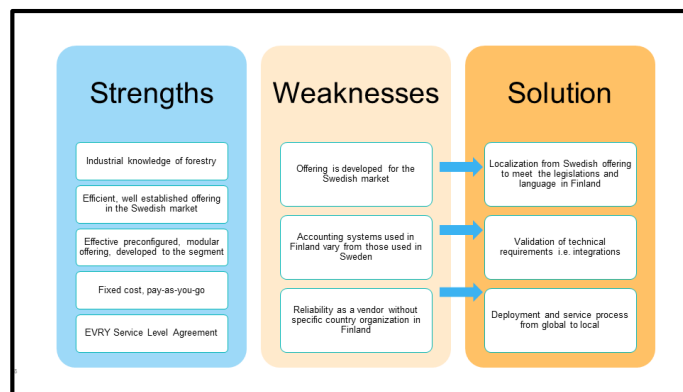 Strengths
Industrial knowledge of forestry
Efficient, well established offering
in the Swedish market
Effective preconfigured, modular
offering, developed to the segment
Fixed cost, pay-as-you-go
EVRY Service Level Agreement
Weaknesses
Offering is developed for the
Swedish market
Accounting systems used in
Finland vary from those used in
Sweden
Reliability as a vendor without
specific country organization in
Finland
Solution
Localization from Swedish offering
to meet the legislations and
language in Finland
Validation of technical
requirements i.e. integrations
Deployment and service process
from global to local